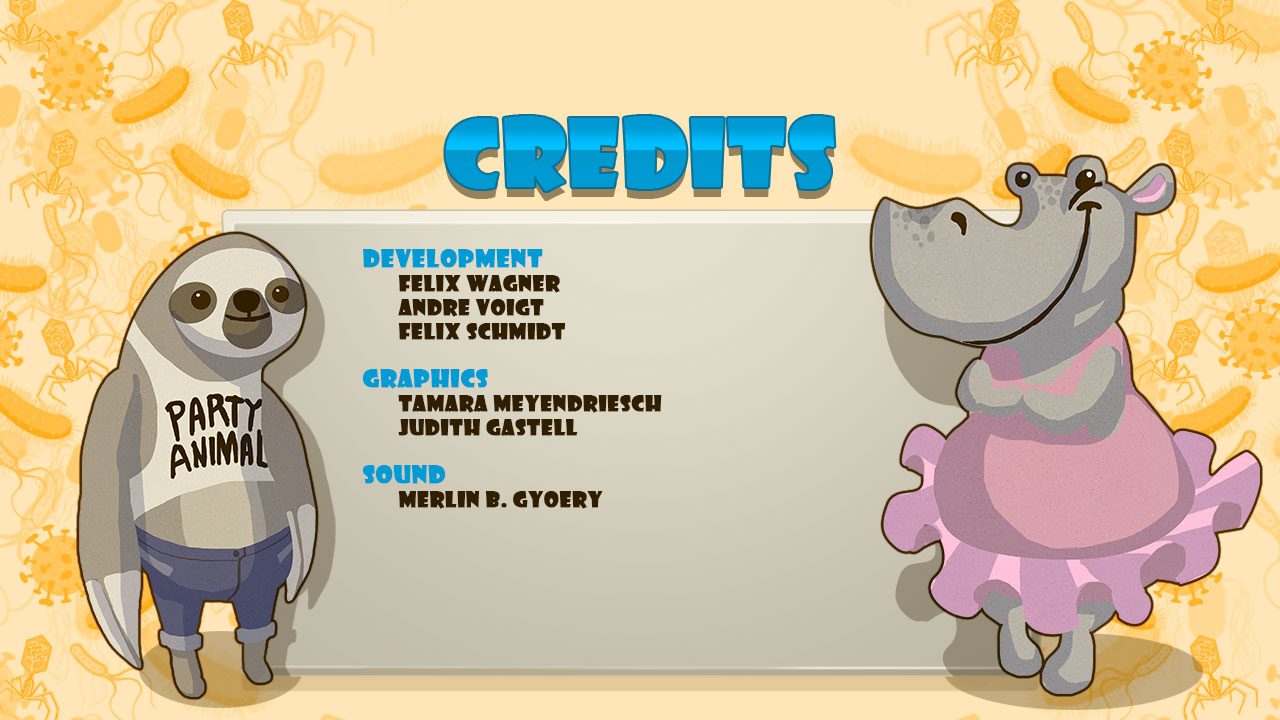 CREDITS
DEVELOPMENT
FELIX WAGNER
ANDRE VOIGT
FELIX SCHMIDT
GRAPHICS
TAMARA MEYENDRIESCH
JUDITH GASTELL
SOUND
MERLIN B. GYOERY
PARTY
ANIMAL